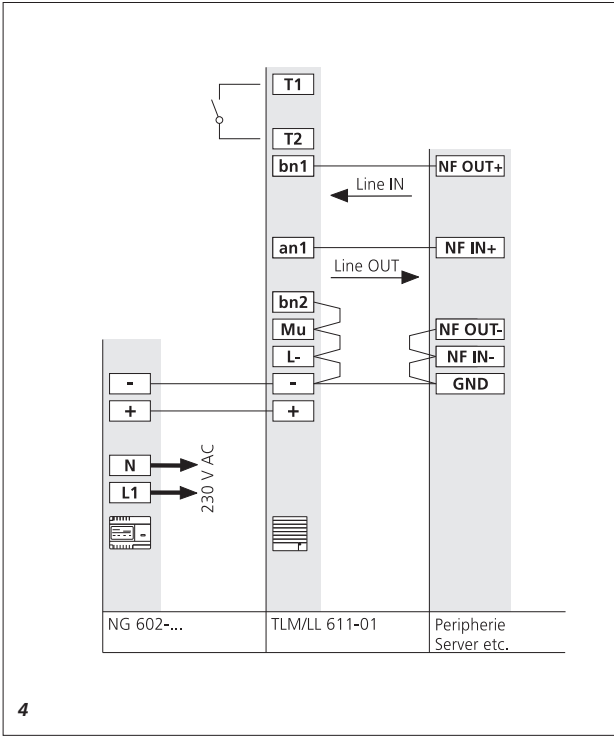 T1
T2
bn1 NF OUT+
Line IN
an1 NF IN+
Line OUT
bn2
Mu NF OUT-
L- NF IN-
- - GND
+ +
N
L1
230 V AC
NG 602-... TLM/LL 611-01 Peripherie
Server etc.
4